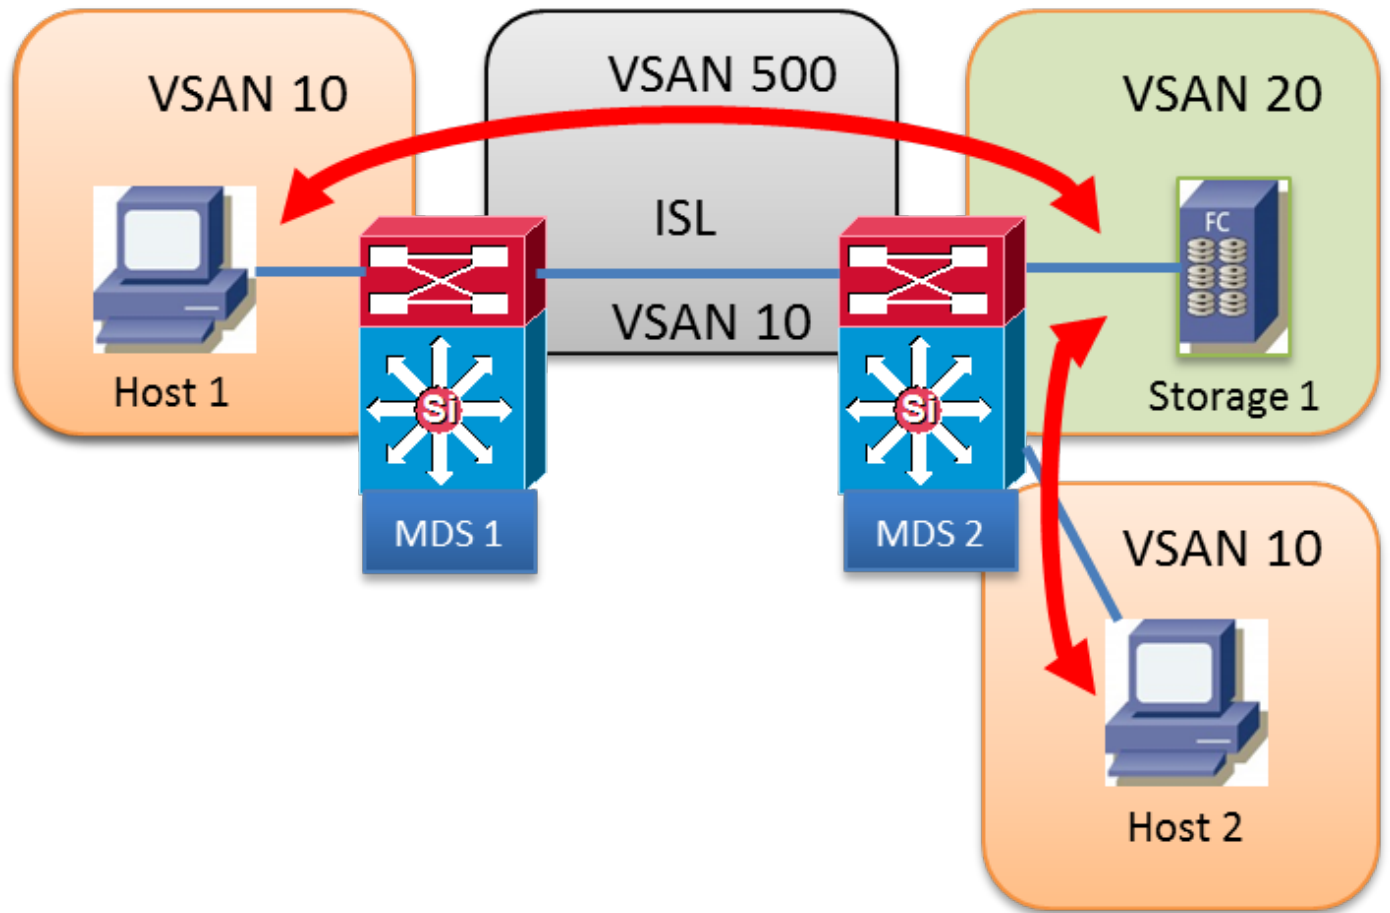 VSAN 10
VSAN 500
VSAN 20
ISL
FC
VSAN 10
Host 1
Storage 1
Si
Si
MDS 1
MDS 2
VSAN 10
Host 2